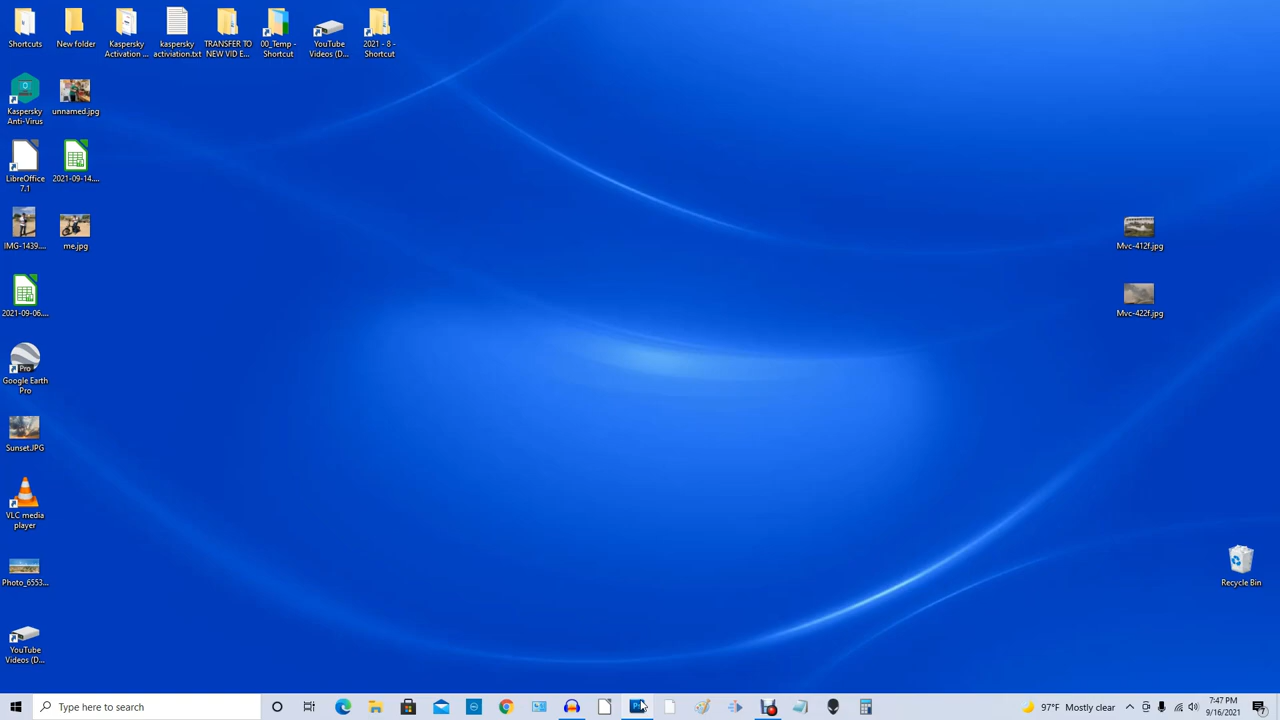 Shortcuts
New folder
Kaspersky
Activation ...
kaspersky
activiation.txt
TRANSFER TO
NEW VID E...
00_Temp -
Shortcut
YouTube
Videos (D...
2021 - 8 -
Shortcut
Kaspersky
Anti-Virus
unnamed.jpg
LibreOffice
7.1
2021-09-14....
IMG-1439....
me.jpg
Mvc-412f.jpg
2021-09-06....
Mvc-422f.jpg
Pro
Google Earth
Pro
Sunset.JPG
VLC media
player
Photo_6553...
Recycle Bin
YouTube
Videos (D...
Type here to search
97°F Mostly clear
7:47 PM
9/16/2021